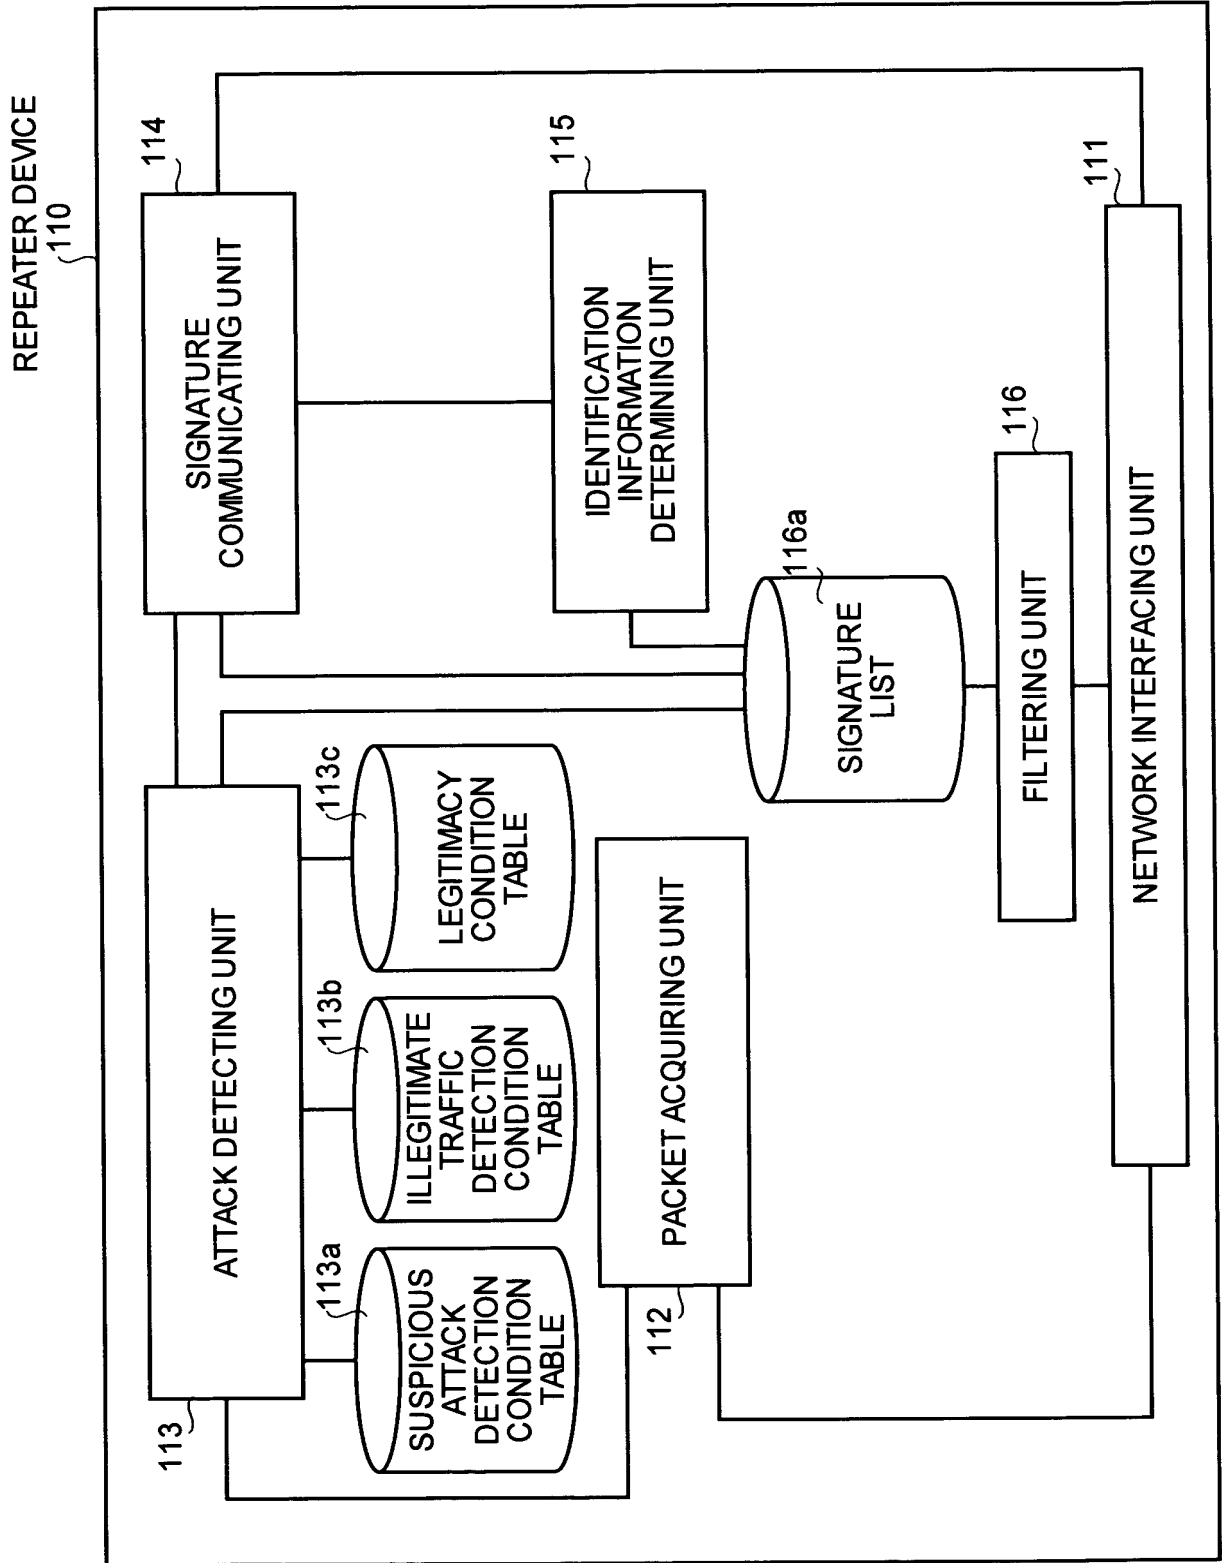 REPEATER DEVICE
110
113
ATTACK DETECTING UNIT
114
SIGNATURE
COMMUNICATING UNIT
113a
SUSPICIOUS
ATTACK
DETECTION
CONDITION
TABLE
113b
ILLEGITIMATE
TRAFFIC
DETECTION
CONDITION
TABLE
113c
LEGITIMACY
CONDITION
TABLE
115
IDENTIFICATION
INFORMATION
DETERMINING UNIT
112
PACKET ACQUIRING UNIT
116a
SIGNATURE
LIST
116
FILTERING UNIT
111
NETWORK INTERFACING UNIT